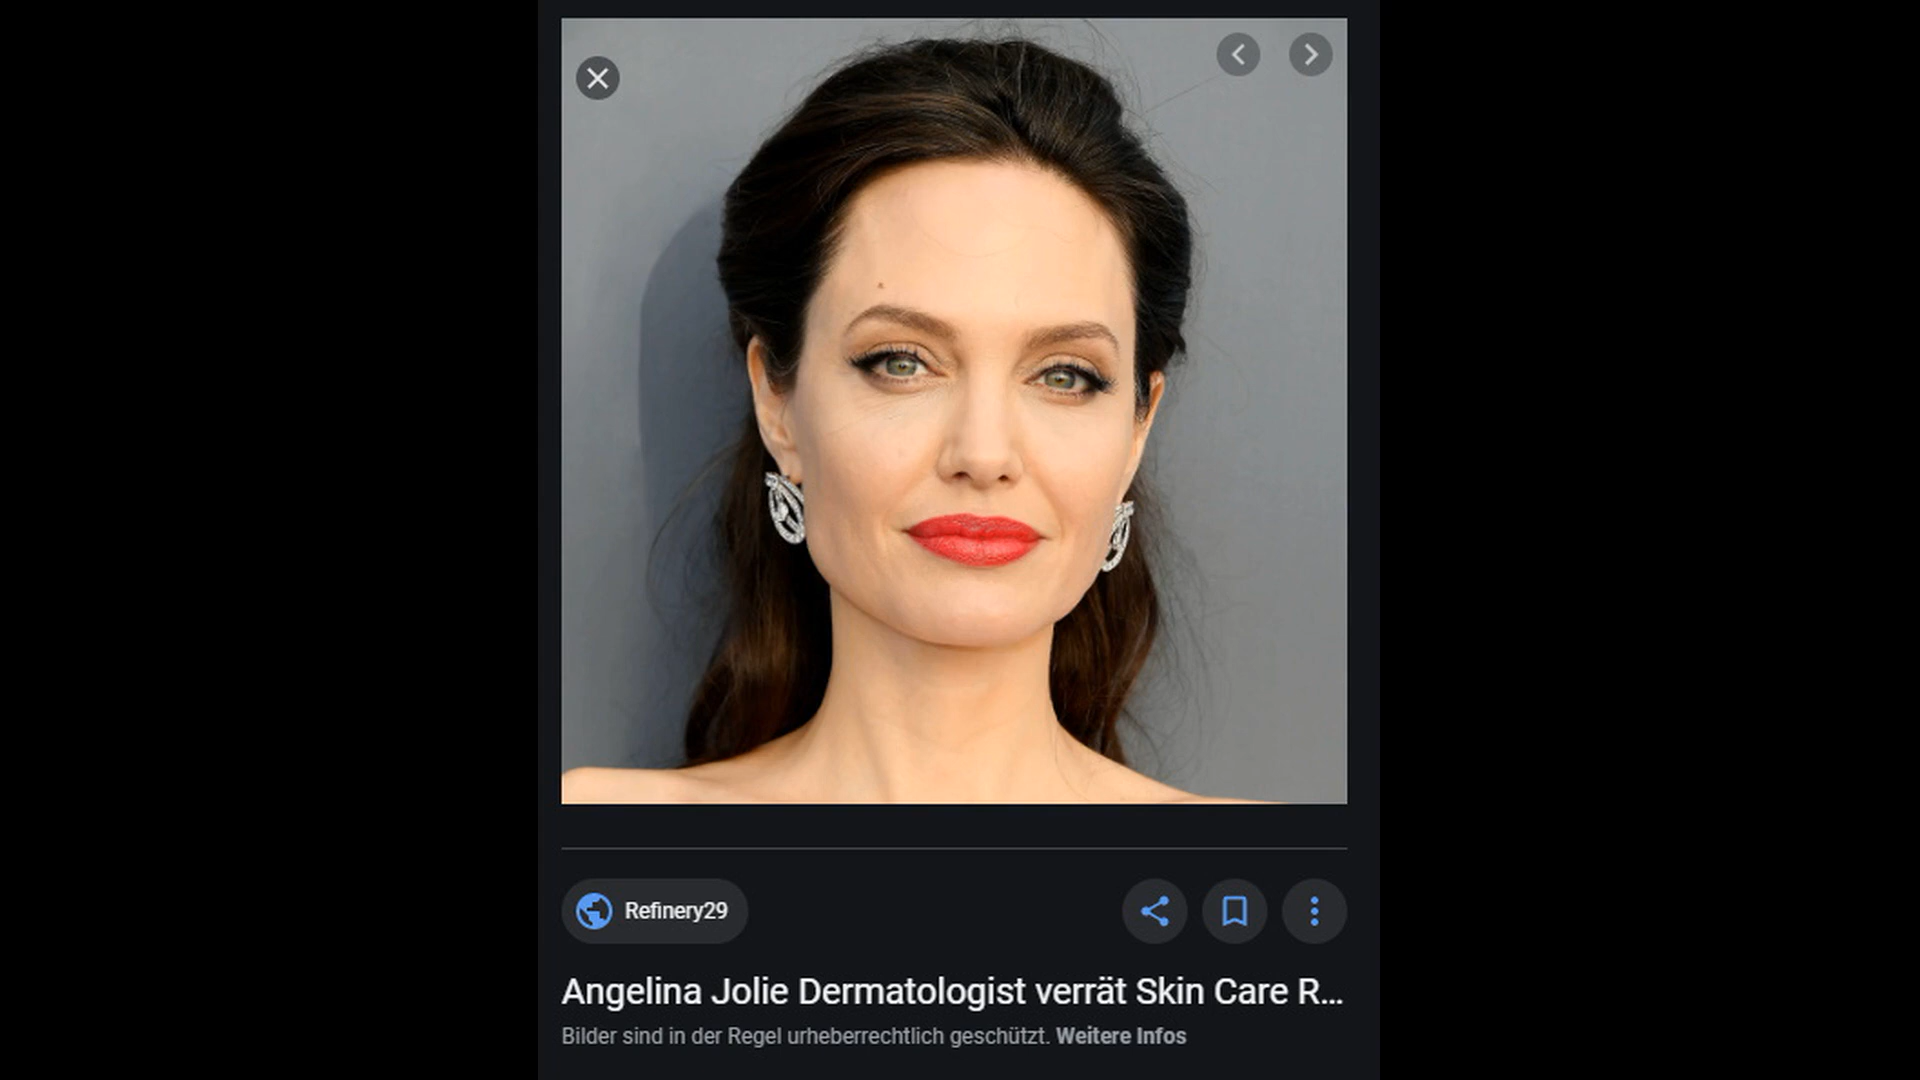 Refinery29
Angelina Jolie Dermatologist verrät Skin Care R...
Bilder sind in der Regel urheberrechtlich geschützt. Weitere Infos